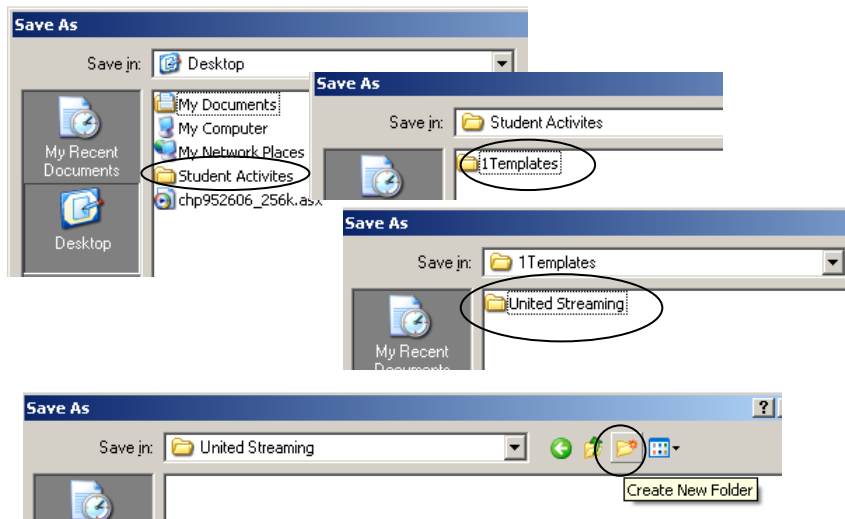 Save As
Save in: Desktop
My Recent
Documents
Desktop
My Documents
My Computer
My Network Places
Student Activites
chp952606_256k.asx
Save As
Save in: Student Activites
1Templates
Save As
Save in: 1Templates
My Recent
Documents
United Streaming
Save As
?
Save in: United Streaming
Create New Folder